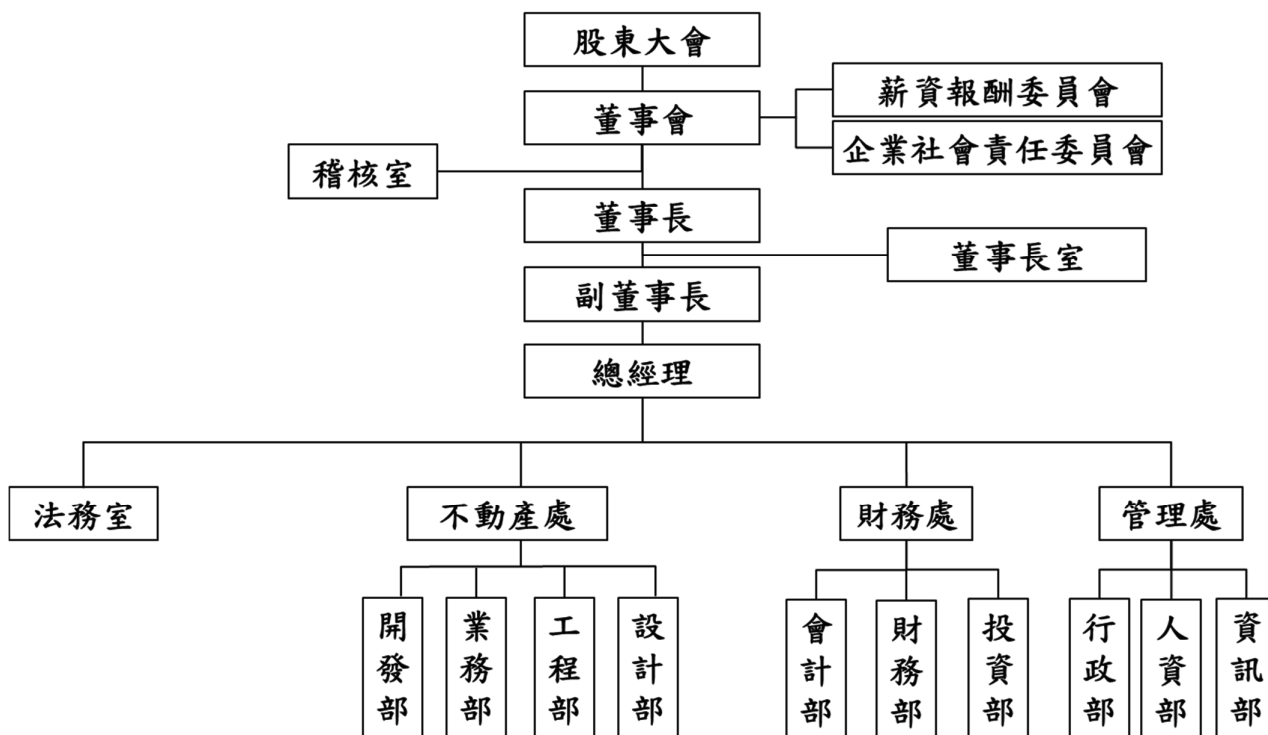 股東大會
董事會
薪資報酬委員會
企業社會責任委員會
稽核室
董事長
董事長室
副董事長
總經理
法務室
不動產處
財務處
管理處
開發部
業務部
工程部
設計部
會計部
財務部
投資部
行政部
人資部
資訊部